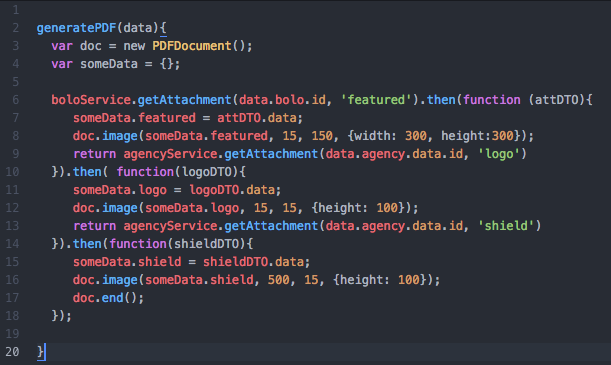 1
2 generatePDF(data){
3   var doc = new PDFDocument();
4   var someData = {};
5
6   boloService.getAttachment(data.bolo.id, 'featured').then(function (attDTO){
7      someData.featured = attDTO.data;
8      doc.image(someData.featured, 15, 150, {width: 300, height:300});
9      return agencyService.getAttachment(data.agency.data.id, 'logo')
10   }).then( function(logoDTO){
11      someData.logo = logoDTO.data;
12      doc.image(someData.logo, 15, 15, {height: 100});
13      return agencyService.getAttachment(data.agency.data.id, 'shield')
14   }).then(function(shieldDTO){
15      someData.shield = shieldDTO.data;
16      doc.image(someData.shield, 500, 15, {height: 100});
17      doc.end();
18   });
19
20 }